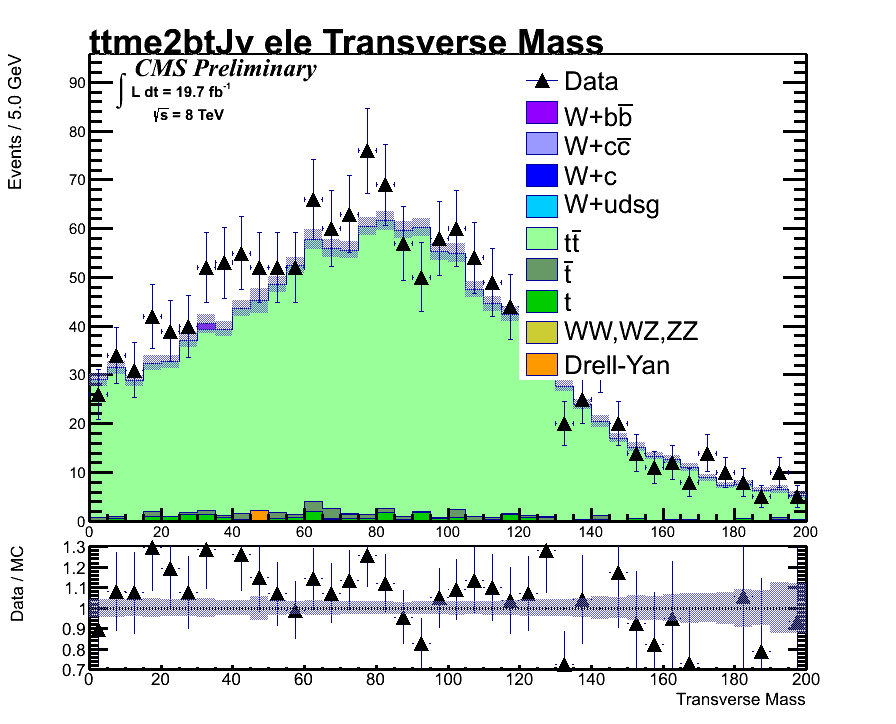 ttme2btJv ele Transverse Mass
CMS Preliminary
∫ L dt = 19.7 fb⁻¹
√s = 8 TeV
Events / 5.0 GeV
90
80
70
60
50
40
30
20
10
0
Data
W+bb̅
W+cc̅
W+c
W+udsg
tt̅
t̅
t
WW,WZ,ZZ
Drell-Yan
0 20 40 60 80 100 120 140 160 180 200
Data / MC
1.3
1.2
1.1
1
0.9
0.8
0.7
0 20 40 60 80 100 120 140 160 180 200
Transverse Mass